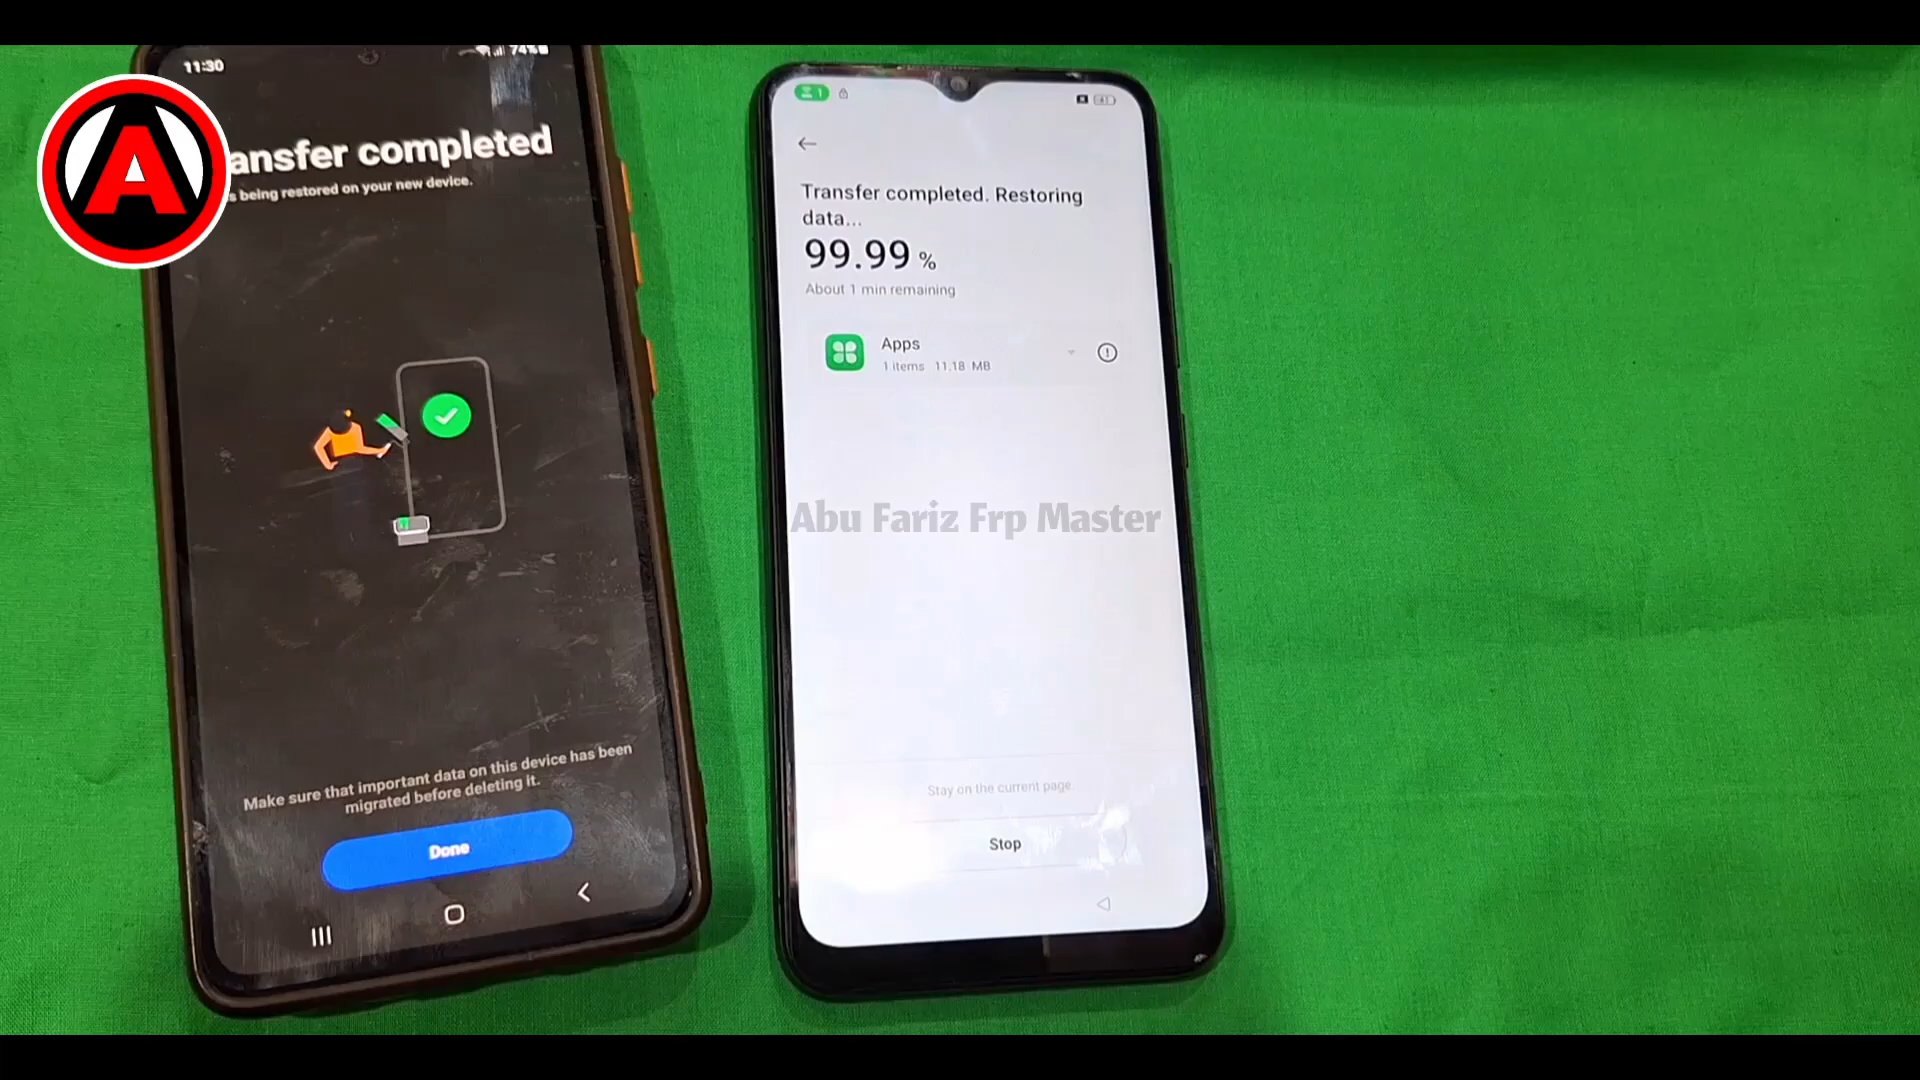 11:30
74%
A
ansfer completed
s being restored on your new device.
Make sure that important data on this device has been
migrated before deleting it.
Done
1
Transfer completed. Restoring
data...
99.99 %
About 1 min remaining
Apps
1 items 11.18 MB
Abu Fariz Frp Master
Stay on the current page
Stop